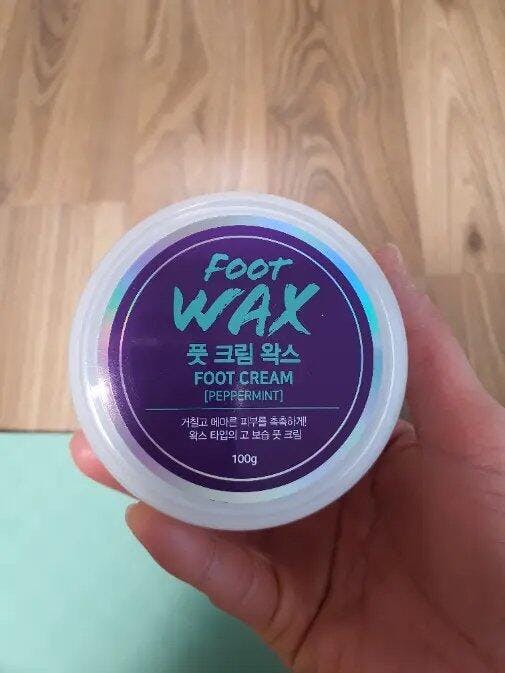 FOOT
WAX
풋 크림 왁스
FOOT CREAM
[PEPPERMINT]
거칠고 메마른 피부를 촉촉하게!
왁스 타입의 고 보습 풋 크림
100g